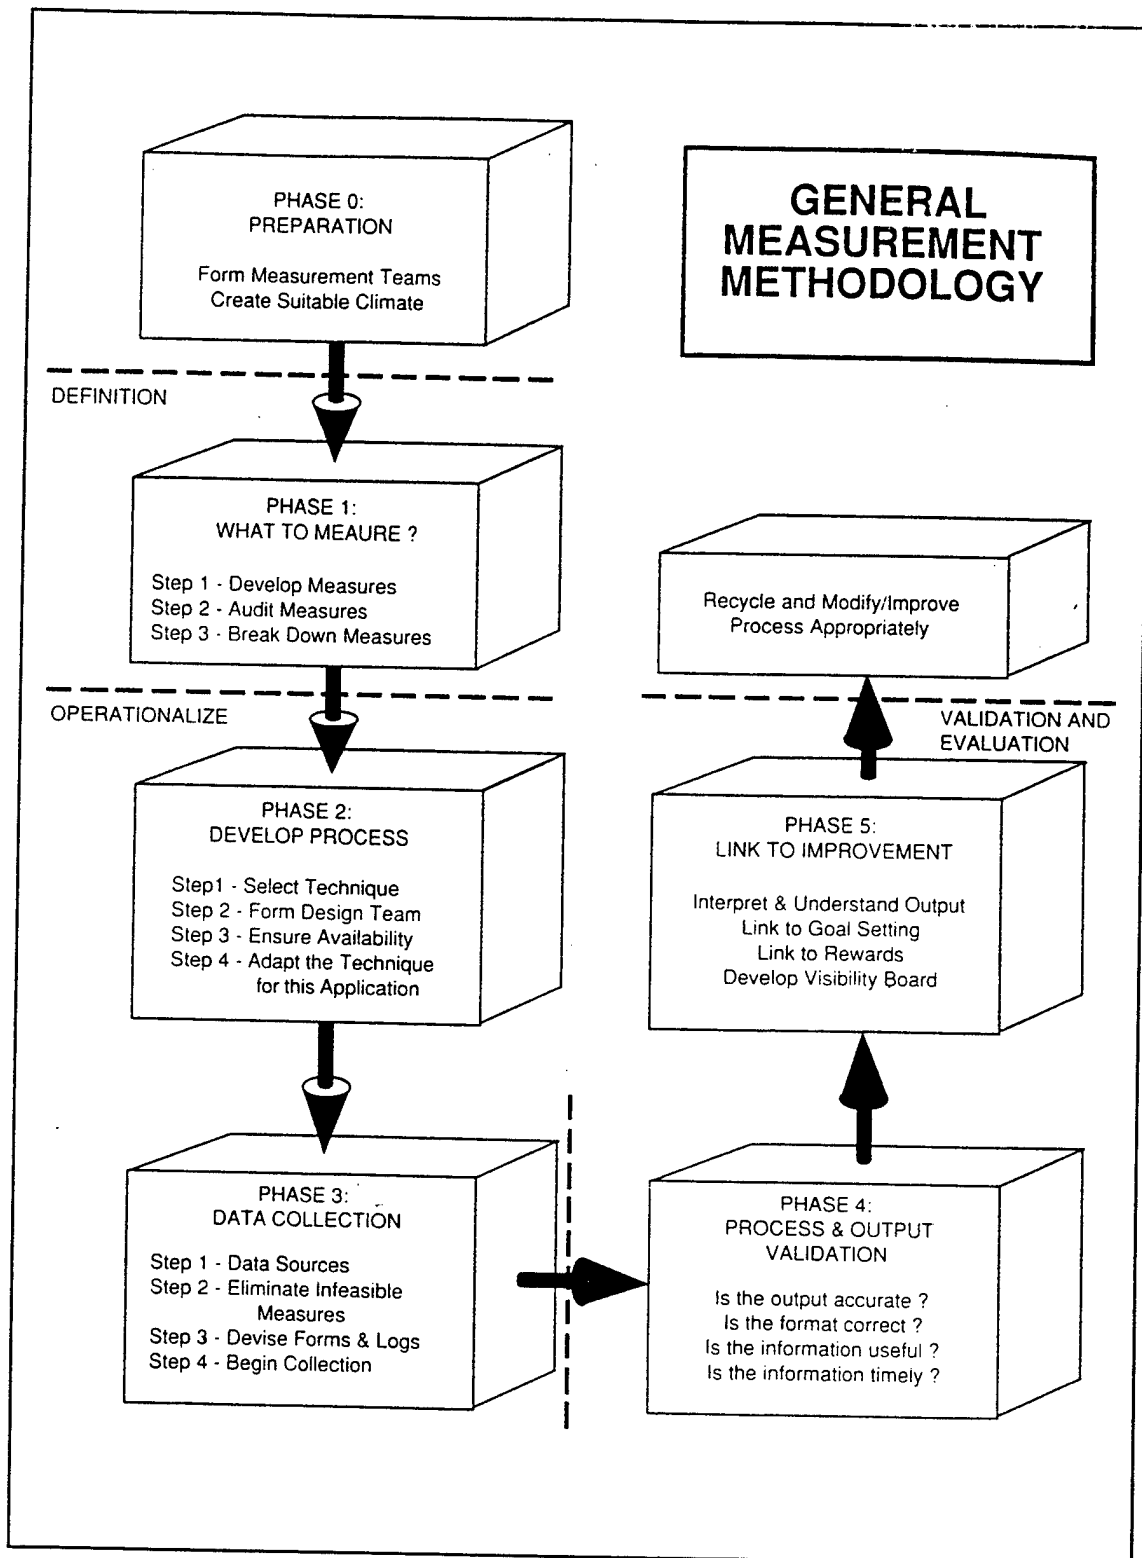 GENERAL
MEASUREMENT
METHODOLOGY
PHASE 0:
PREPARATION
Form Measurement Teams
Create Suitable Climate
DEFINITION
PHASE 1:
WHAT TO MEAURE ?
Step 1 - Develop Measures
Step 2 - Audit Measures
Step 3 - Break Down Measures
OPERATIONALIZE
PHASE 2:
DEVELOP PROCESS
Step1 - Select Technique
Step 2 - Form Design Team
Step 3 - Ensure Availability
Step 4 - Adapt the Technique
for this Application
PHASE 3:
DATA COLLECTION
Step 1 - Data Sources
Step 2 - Eliminate Infeasible
Measures
Step 3 - Devise Forms & Logs
Step 4 - Begin Collection
PHASE 4:
PROCESS & OUTPUT
VALIDATION
Is the output accurate ?
Is the format correct ?
Is the information useful ?
Is the information timely ?
PHASE 5:
LINK TO IMPROVEMENT
Interpret & Understand Output
Link to Goal Setting
Link to Rewards
Develop Visibility Board
VALIDATION AND
EVALUATION
Recycle and Modify/Improve
Process Appropriately